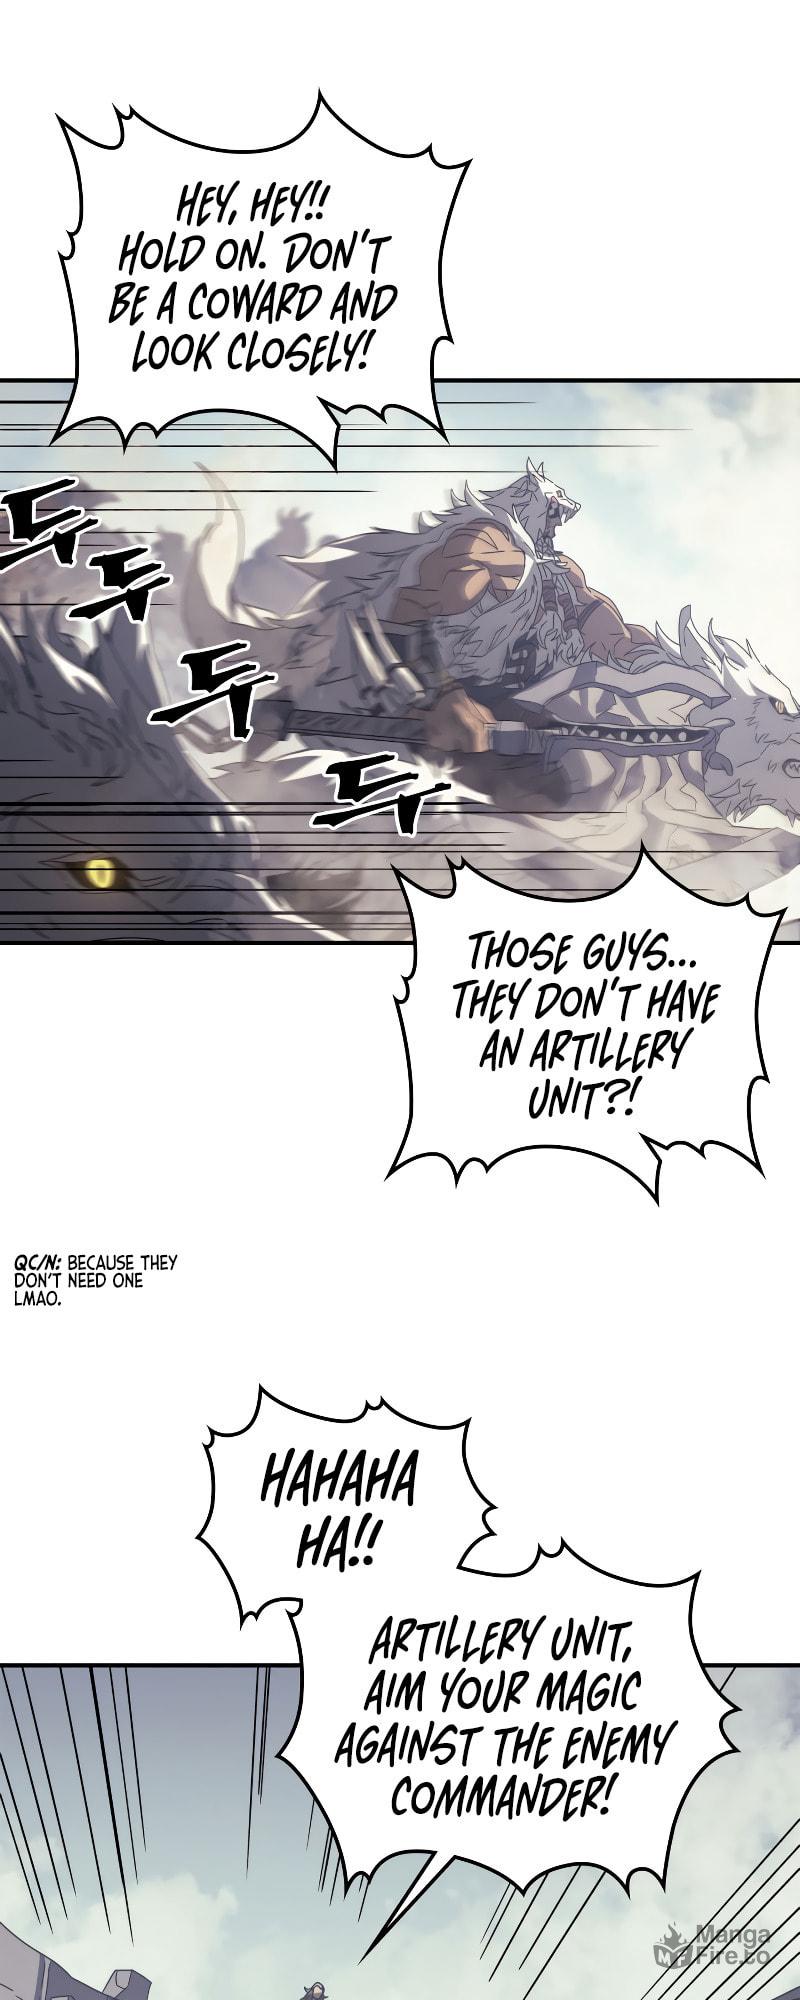 HEY, HEY!!
HOLD ON. DON'T
BE A COWARD AND
LOOK CLOSELY!
두
두
두
두
THOSE GUYS...
THEY DON'T HAVE
AN ARTILLERY
UNIT?!
QC/N: BECAUSE THEY
DON'T NEED ONE
LMAO.
HAHAHA
HA!!
ARTILLERY UNIT,
AIM YOUR MAGIC
AGAINST THE ENEMY
COMMANDER!
Manga
MF Fire.to